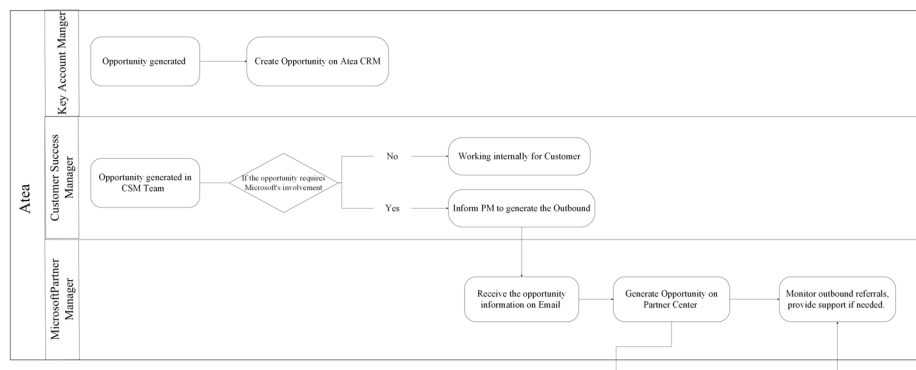 Atea
Key Account Manger
Opportunity generated
Create Opportunity on Atea CRM
Customer Success
Manager
Opportunity generated in
CSM Team
If the opportunity requires
Microsoft's involvement
No
Working internally for Customer
Yes
Inform PM to generate the Outbound
MicrosoftPartner
Manager
Receive the opportunity
information on Email
Generate Opportunity on
Partner Center
Monitor outbound referrals,
provide support if needed.